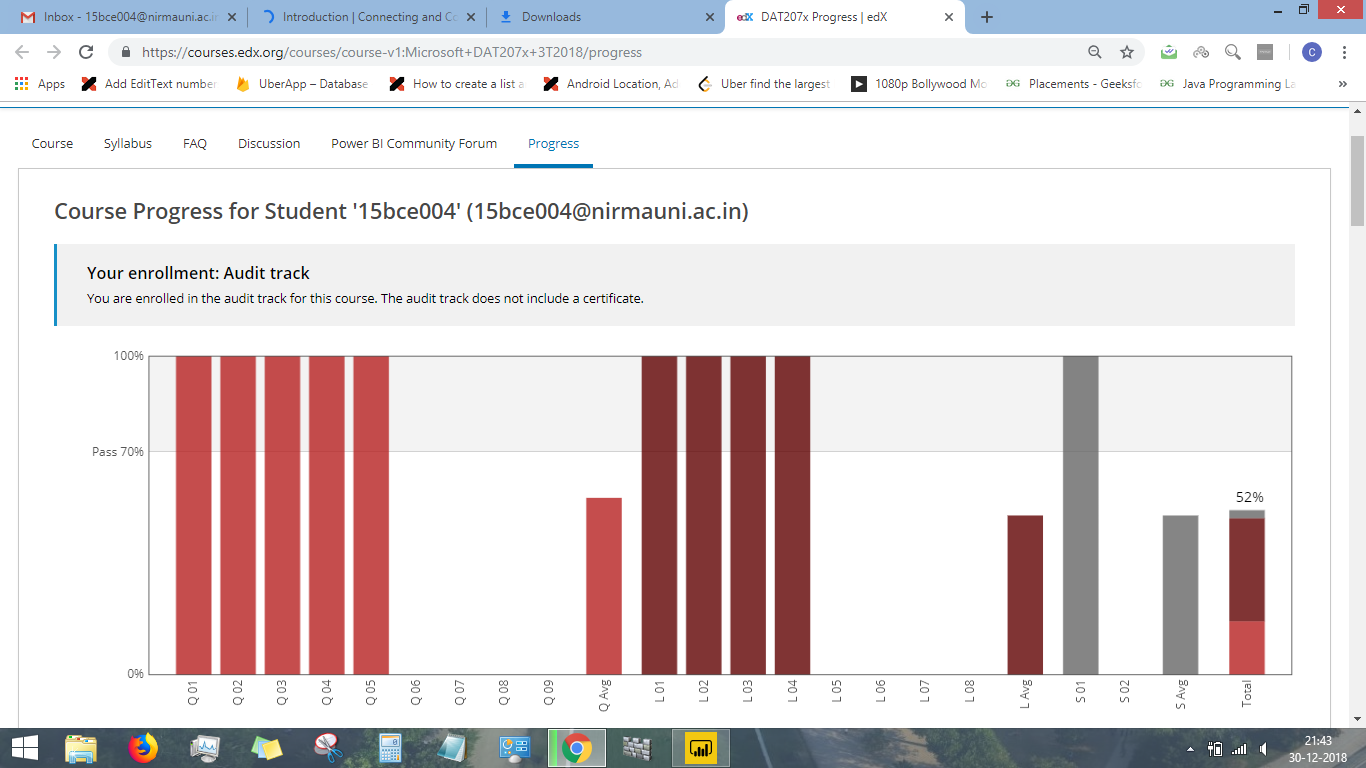 Inbox - 15bce004@nirmauni.ac.i
Introduction | Connecting and Co
Downloads
edX DAT207x Progress | edX
https://courses.edx.org/courses/course-v1:Microsoft+DAT207x+3T2018/progress
C
Apps
Add EditText number
UberApp – Database
How to create a list a
Android Location, Ad
Uber find the largest
1080p Bollywood Mo
Placements - Geeksfo
Java Programming La
»
Course
Syllabus
FAQ
Discussion
Power BI Community Forum
Progress
Course Progress for Student '15bce004' (15bce004@nirmauni.ac.in)
Your enrollment: Audit track
You are enrolled in the audit track for this course. The audit track does not include a certificate.
100%
Pass 70%
0%
52%
Q 01
Q 02
Q 03
Q 04
Q 05
Q 06
Q 07
Q 08
Q 09
Q Avg
L 01
L 02
L 03
L 04
L 05
L 06
L 07
L 08
L Avg
S 01
S 02
S Avg
Total
21:43
30-12-2018